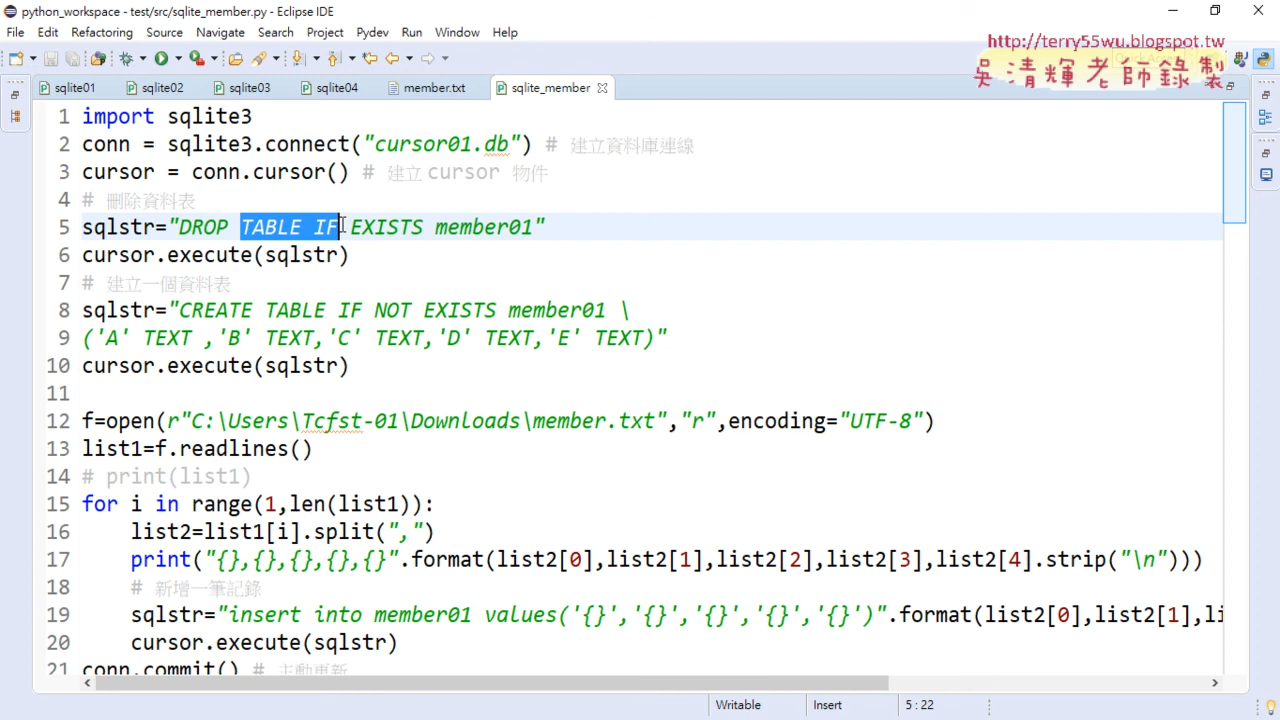 python_workspace - test/src/sqlite_member.py - Eclipse IDE
File Edit Refactoring Source Navigate Search Project Pydev Run Window Help
http://terry55wu.blogspot.tw
吳清輝老師錄製
sqlite01 sqlite02 sqlite03 sqlite04 member.txt sqlite_member
1 import sqlite3
2 conn = sqlite3.connect("cursor01.db") # 建立資料庫連線
3 cursor = conn.cursor() # 建立 cursor 物件
4 # 刪除資料表
5 sqlstr="DROP TABLE IF EXISTS member01"
6 cursor.execute(sqlstr)
7 # 建立一個資料表
8 sqlstr="CREATE TABLE IF NOT EXISTS member01 \
9 ('A' TEXT ,'B' TEXT,'C' TEXT,'D' TEXT,'E' TEXT)"
10 cursor.execute(sqlstr)
11
12 f=open(r"C:\Users\Tcfst-01\Downloads\member.txt","r",encoding="UTF-8")
13 list1=f.readlines()
14 # print(list1)
15 for i in range(1,len(list1)):
16 list2=list1[i].split(",")
17 print("{},{},{},{},{}".format(list2[0],list2[1],list2[2],list2[3],list2[4].strip("\n")))
18 # 新增一筆記錄
19 sqlstr="insert into member01 values('{}','{}','{}','{}','{}')".format(list2[0],list2[1],li
20 cursor.execute(sqlstr)
21 conn.commit() # 主動更新
Writable Insert 5 : 22